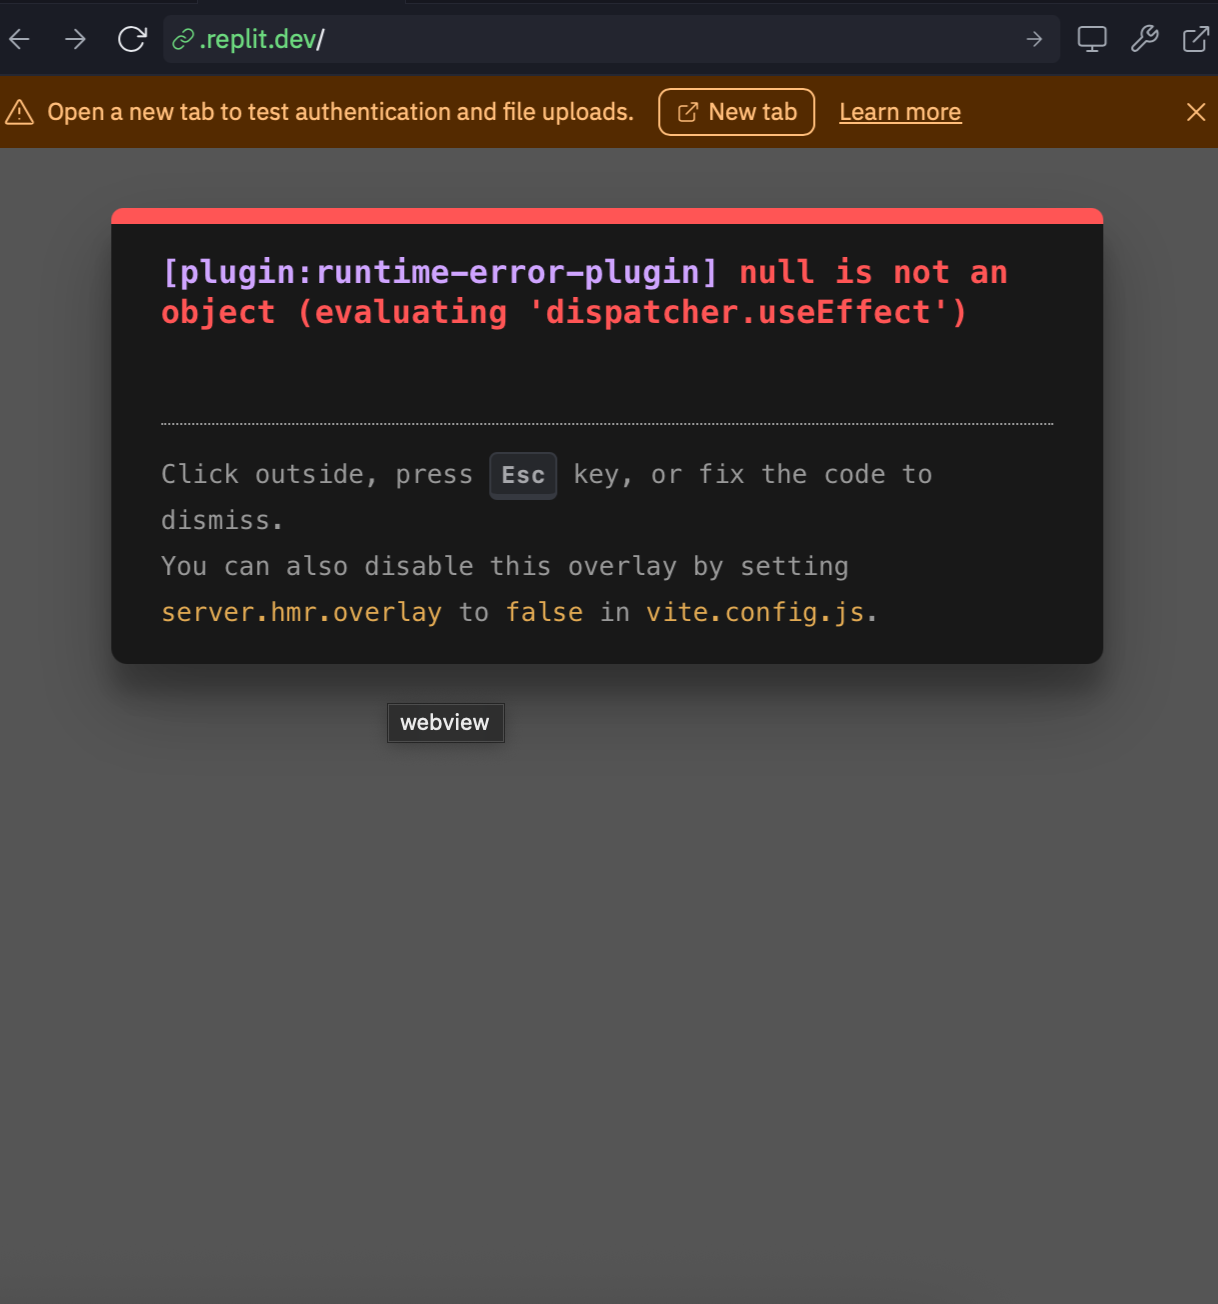 .replit.dev/
Open a new tab to test authentication and file uploads. New tab Learn more
[plugin:runtime-error-plugin] null is not an
object (evaluating 'dispatcher.useEffect')
Click outside, press Esc key, or fix the code to
dismiss.
You can also disable this overlay by setting
server.hmr.overlay to false in vite.config.js.
webview